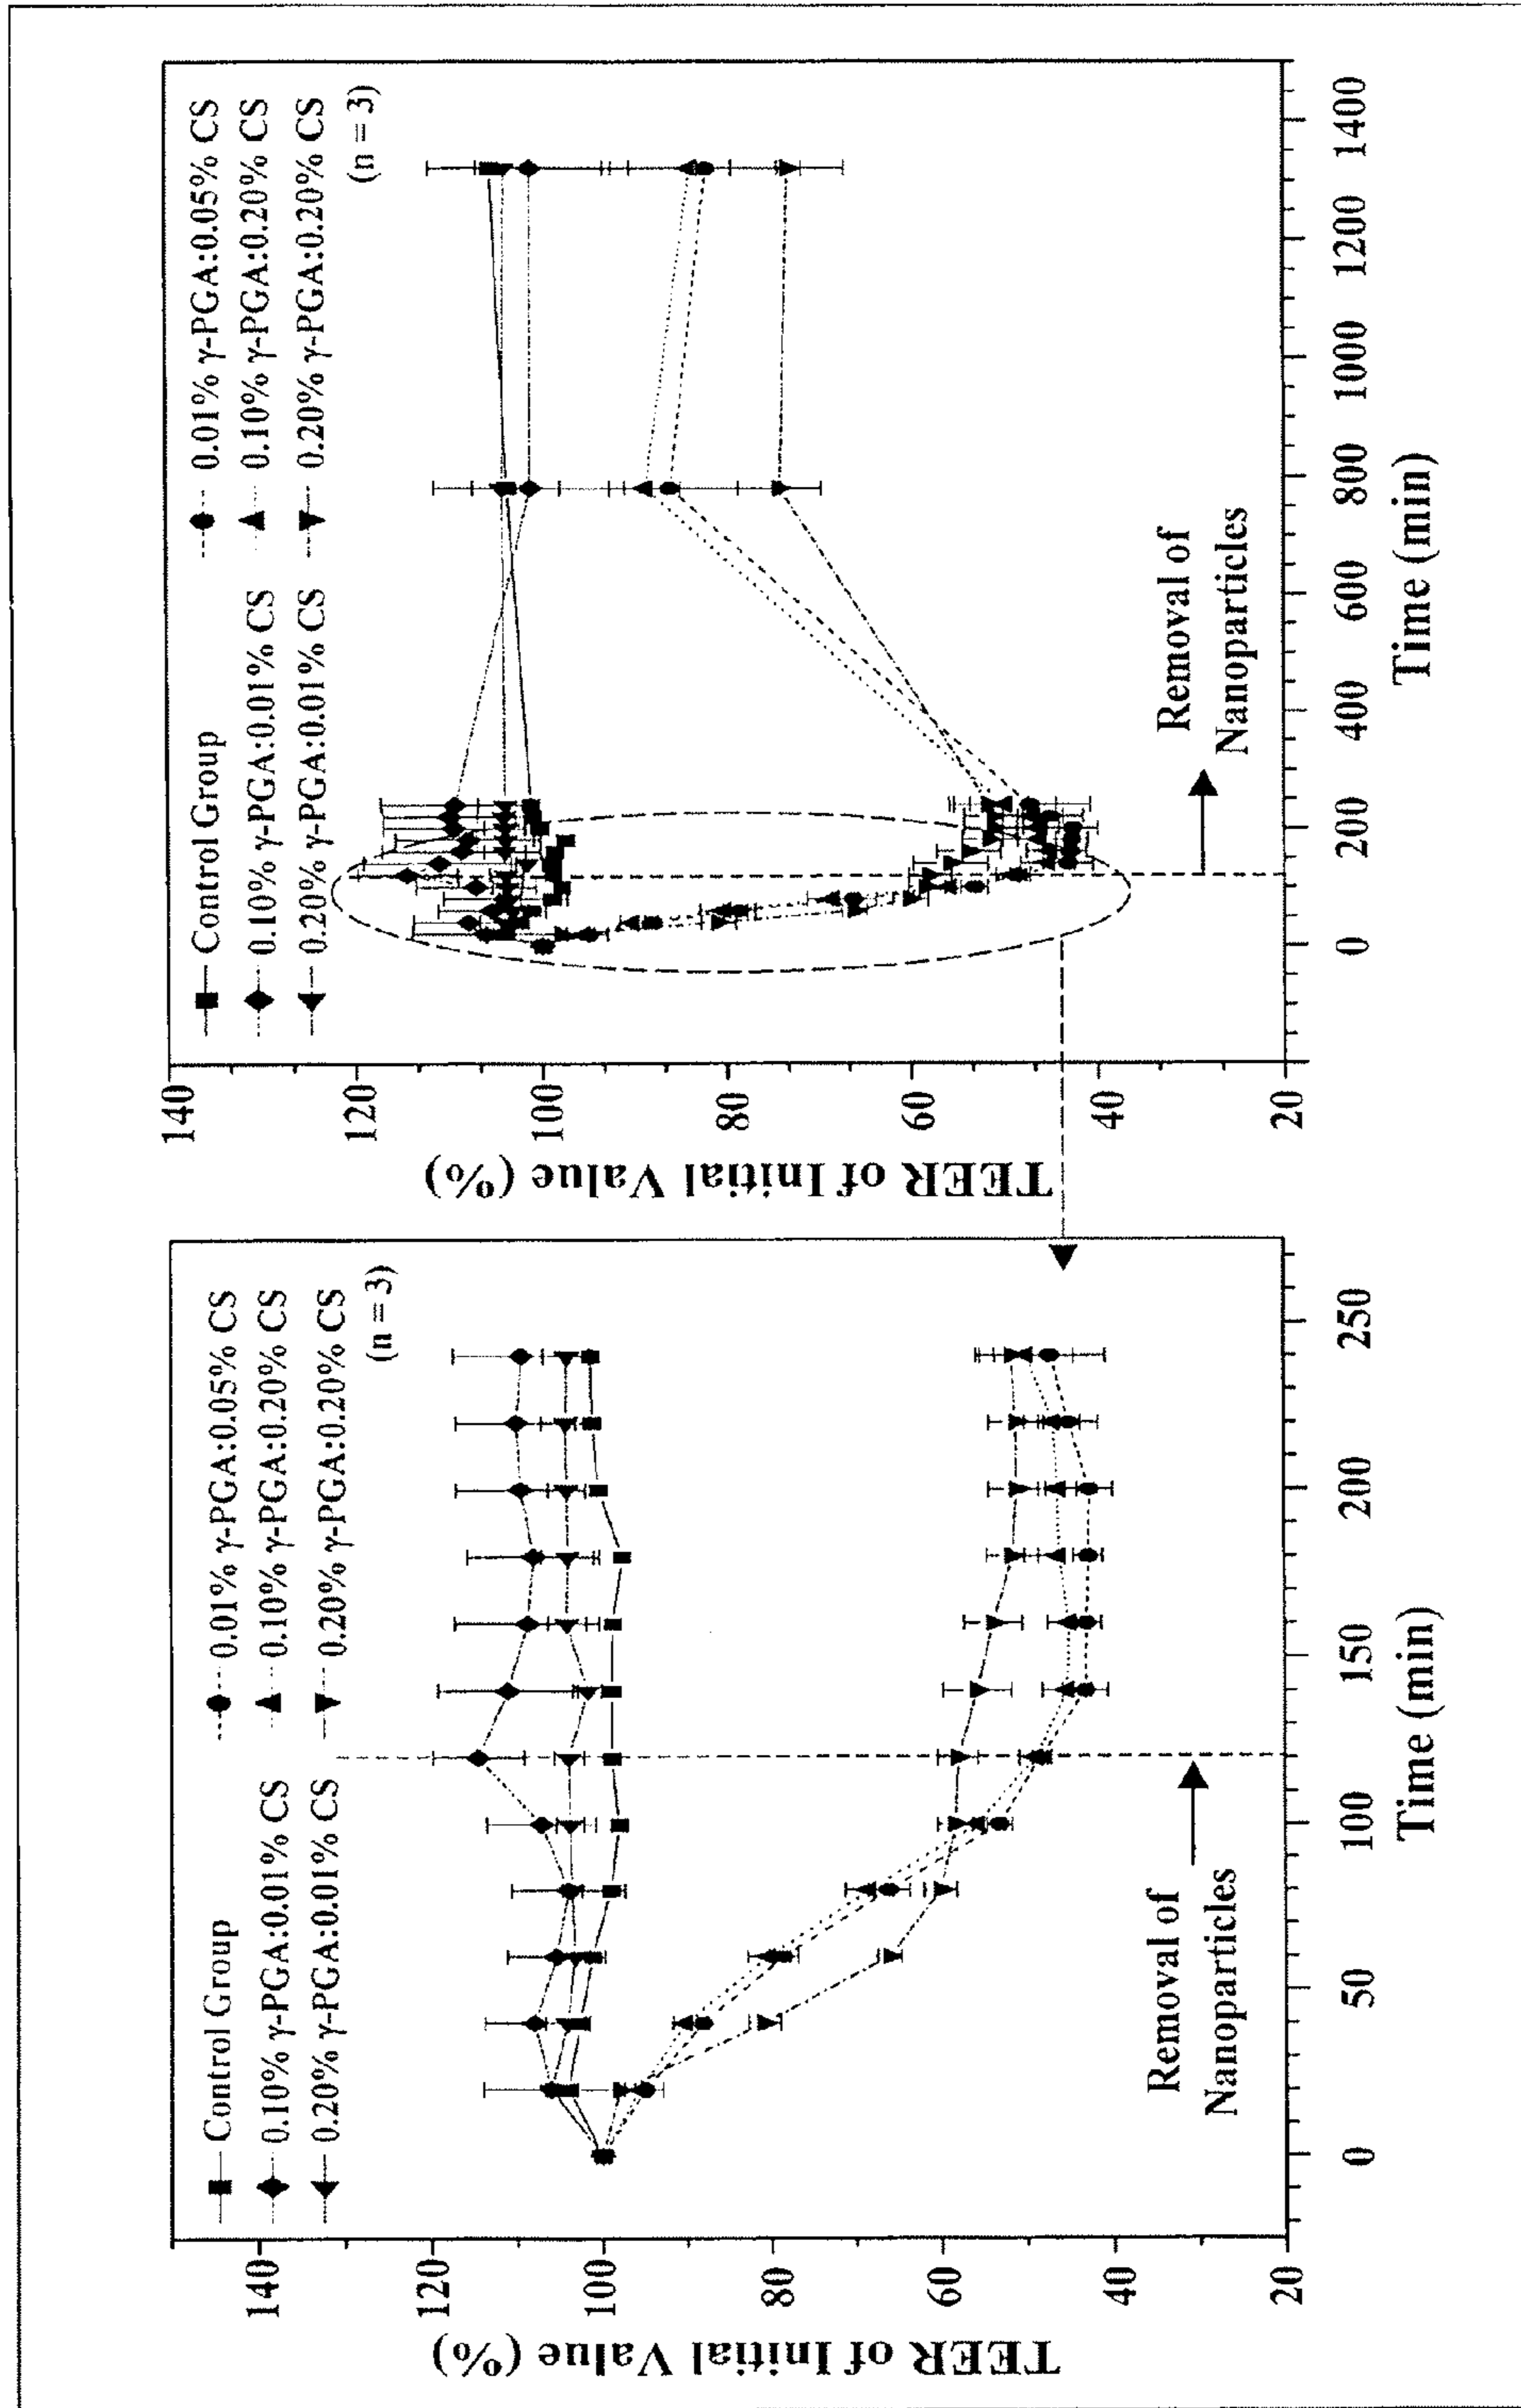 Control Group
0.01% γ-PGA:0.05% CS
0.10% γ-PGA:0.01% CS
0.10% γ-PGA:0.20% CS
0.20% γ-PGA:0.01% CS
0.20% γ-PGA:0.20% CS
(n = 3)
TEER of Initial Value (%)
140
120
100
80
60
40
20
Removal of
Nanoparticles
0
50
100
150
200
250
Time (min)
Control Group
0.01% γ-PGA:0.05% CS
0.10% γ-PGA:0.01% CS
0.10% γ-PGA:0.20% CS
0.20% γ-PGA:0.01% CS
0.20% γ-PGA:0.20% CS
(n = 3)
TEER of Initial Value (%)
140
120
100
80
60
40
20
Removal of
Nanoparticles
0
200
400
600
800
1000
1200
1400
Time (min)